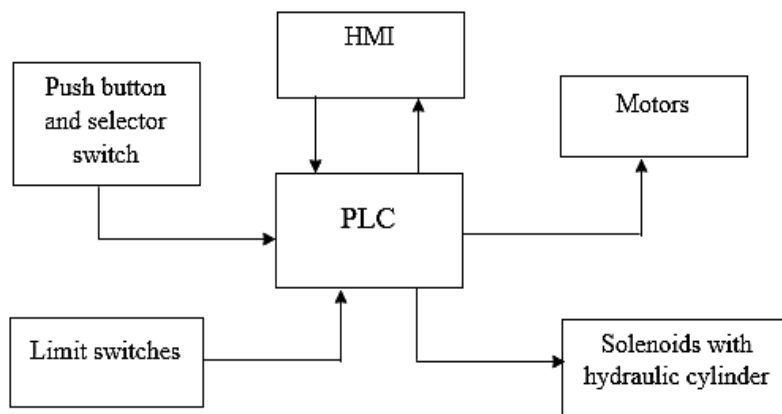 HMI
Push button
and selector
switch
Motors
PLC
Limit switches
Solenoids with
hydraulic cylinder